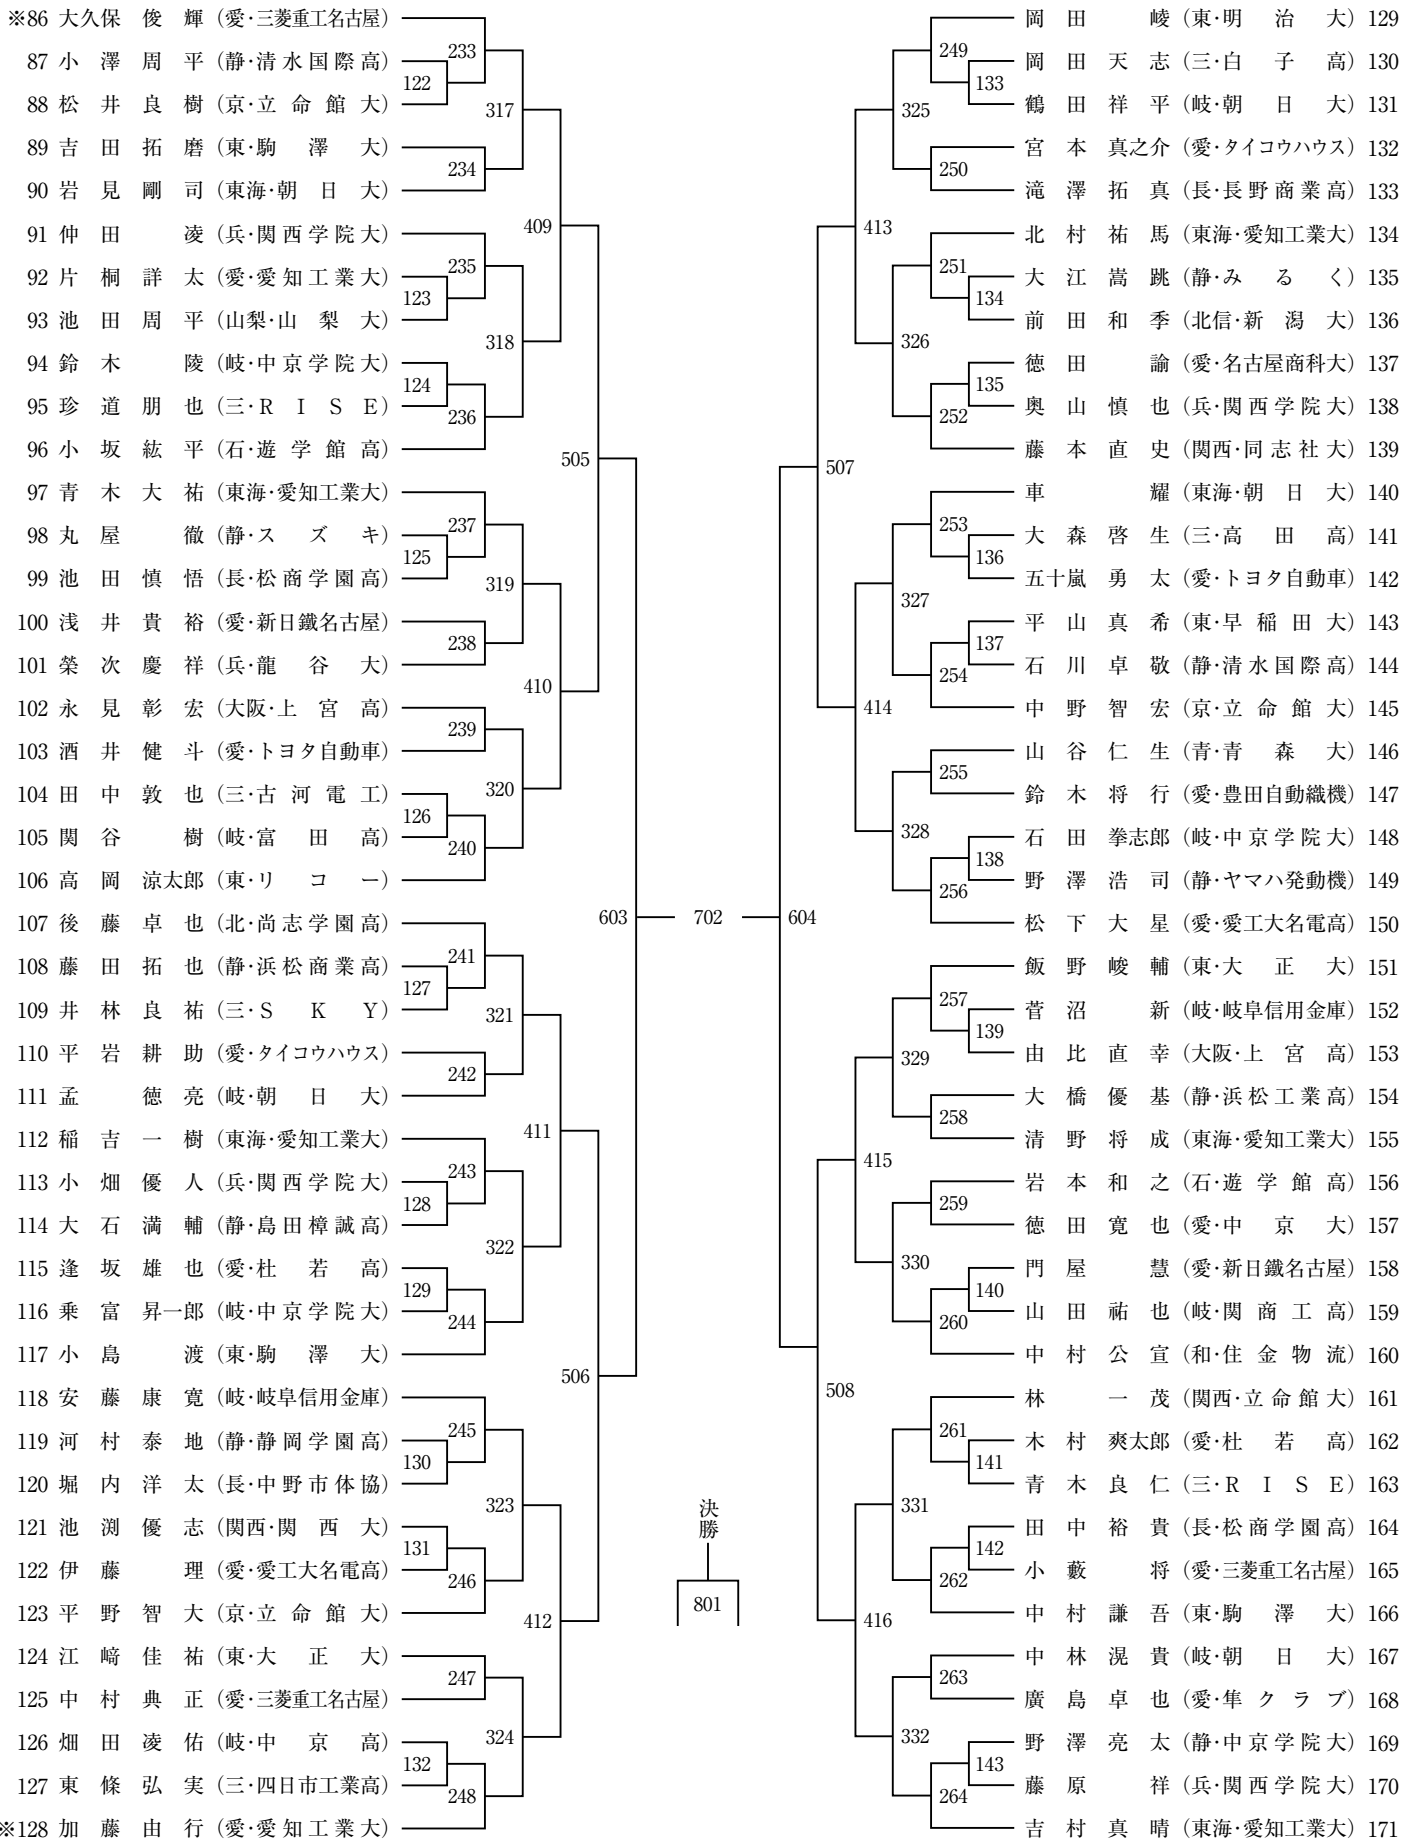 ※86 大久保 俊 輝 (愛·三菱重工名古屋)
87 小 澤 周 平 (静·清水国際高)
88 松 井 良 樹 (京·立命館大)
89 吉 田 拓 磨 (東·駒澤大)
90 岩 見 剛 司 (東海·朝日大)
91 仲 田 凌 (兵·関西学院大)
92 片 桐 詳 太 (愛·愛知工業大)
93 池 田 周 平 (山梨·山梨大)
94 鈴 木 陵 (岐·中京学院大)
95 珍 道 朋 也 (三·RISE)
96 小 坂 紘 平 (石·遊学館高)
97 青 木 大 祐 (東海·愛知工業大)
98 丸 屋 徹 (静·スズキ)
99 池 田 慎 悟 (長·松商学園高)
100 浅 井 貴 裕 (愛·新日鐵名古屋)
101 榮 次 慶 祥 (兵·龍谷大)
102 永 見 彰 宏 (大阪·上宮高)
103 酒 井 健 斗 (愛·トヨタ自動車)
104 田 中 敦 也 (三·古河電工)
105 関 谷 樹 (岐·富田高)
106 高 岡 涼太郎 (東·リコー)
107 後 藤 卓 也 (北·尚志学園高)
108 藤 田 拓 也 (静·浜松商業高)
109 井 林 良 祐 (三·SKY)
110 平 岩 耕 助 (愛·タイコウハウス)
111 孟 徳 亮 (岐·朝日大)
112 稲 吉 一 樹 (東海·愛知工業大)
113 小 畑 優 人 (兵·関西学院大)
114 大 石 満 輔 (静·島田樟誠高)
115 逢 坂 雄 也 (愛·杜若高)
116 乗 富 昇一郎 (岐·中京学院大)
117 小 島 渡 (東·駒澤大)
118 安 藤 康 寛 (岐·岐阜信用金庫)
119 河 村 泰 地 (静·静岡学園高)
120 堀 内 洋 太 (長·中野市体協)
121 池 渕 優 志 (関西·関西大)
122 伊 藤 理 (愛·愛工大名電高)
123 平 野 智 大 (京·立命館大)
124 江 﨑 佳 祐 (東·大正大)
125 中 村 典 正 (愛·三菱重工名古屋)
126 畑 田 凌 佑 (岐·中京高)
127 東 條 弘 実 (三·四日市工業高)
※128 加 藤 由 行 (愛·愛知工業大)
122
123
124
125
126
127
128
129
130
131
132
233
234
235
236
237
238
239
240
241
242
243
244
245
246
247
248
317
318
319
320
321
322
323
324
409
410
411
412
505
506
603
702
604
決勝
801
507
508
413
414
415
416
325
326
327
328
329
330
331
332
249
250
251
252
253
254
255
256
257
258
259
260
261
262
263
264
133
134
135
136
137
138
139
140
141
142
143
岡 田 崚 (東·明治大) 129
岡 田 天 志 (三·白子高) 130
鶴 田 祥 平 (岐·朝日大) 131
宮 本 真之介 (愛·タイコウハウス) 132
滝 澤 拓 真 (長·長野商業高) 133
北 村 祐 馬 (東海·愛知工業大) 134
大 江 嵩 跳 (静·みるく) 135
前 田 和 季 (北信·新潟大) 136
徳 田 諭 (愛·名古屋商科大) 137
奥 山 慎 也 (兵·関西学院大) 138
藤 本 直 史 (関西·同志社大) 139
車 耀 (東海·朝日大) 140
大 森 啓 生 (三·高田高) 141
五十嵐 勇 太 (愛·トヨタ自動車) 142
平 山 真 希 (東·早稲田大) 143
石 川 卓 敬 (静·清水国際高) 144
中 野 智 宏 (京·立命館大) 145
山 谷 仁 生 (青·青森大) 146
鈴 木 将 行 (愛·豊田自動織機) 147
石 田 拳志郎 (岐·中京学院大) 148
野 澤 浩 司 (静·ヤマハ発動機) 149
松 下 大 星 (愛·愛工大名電高) 150
飯 野 峻 輔 (東·大正大) 151
菅 沼 新 (岐·岐阜信用金庫) 152
由 比 直 幸 (大阪·上宮高) 153
大 橋 優 基 (静·浜松工業高) 154
清 野 将 成 (東海·愛知工業大) 155
岩 本 和 之 (石·遊学館高) 156
徳 田 寛 也 (愛·中京大) 157
門 屋 慧 (愛·新日鐵名古屋) 158
山 田 祐 也 (岐·関商工高) 159
中 村 公 宣 (和·住金物流) 160
林 一 茂 (関西·立命館大) 161
木 村 爽太郎 (愛·杜若高) 162
青 木 良 仁 (三·RISE) 163
田 中 裕 貴 (長·松商学園高) 164
小 藪 将 (愛·三菱重工名古屋) 165
中 村 謙 吾 (東·駒澤大) 166
中 林 滉 貴 (岐·朝日大) 167
廣 島 卓 也 (愛·隼クラブ) 168
野 澤 亮 太 (静·中京学院大) 169
藤 原 祥 (兵·関西学院大) 170
吉 村 真 晴 (東海·愛知工業大) 171